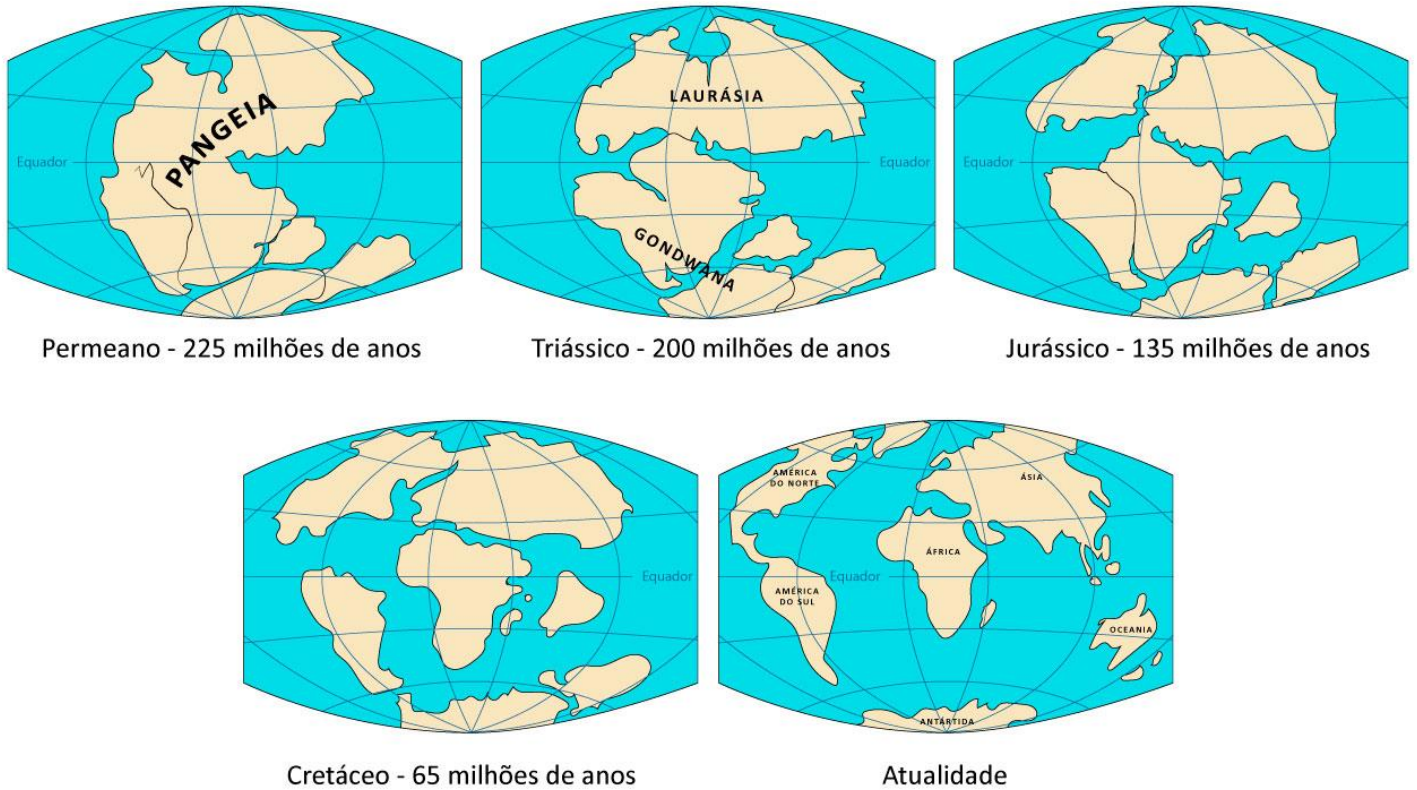 PANGEIA
Equador
Permeano - 225 milhões de anos
LAURÁSIA
Equador
GONDWANA
Triássico - 200 milhões de anos
Equador
Jurássico - 135 milhões de anos
Equador
Cretáceo - 65 milhões de anos
AMÉRICA
DO NORTE
ÁSIA
ÁFRICA
Equador
AMÉRICA
DO SUL
OCEANIA
ANTÁRTIDA
Atualidade